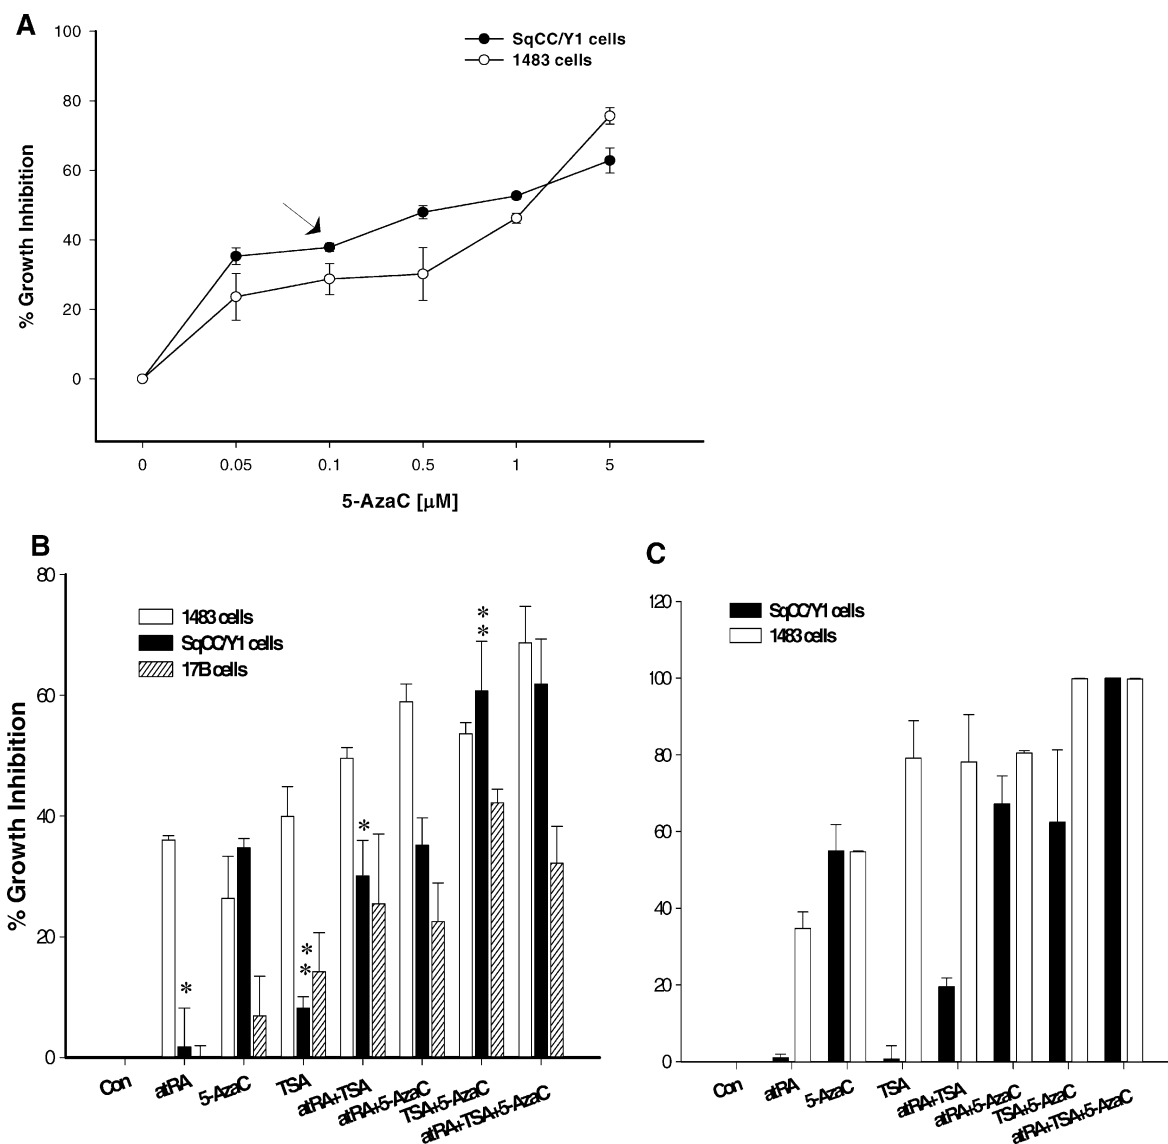 A
100
80
60
40
20
0
% Growth Inhibition
SqCC/Y1 cells
1483 cells
0 0.05 0.1 0.5 1 5
5-AzaC [µM]
B
80
60
40
20
0
% Growth Inhibition
1483 cells
SqCC/Y1 cells
17B cells
*
*
*
*
*
*
Con atRA 5-AzaC TSA atRA+TSA atRA+5-AzaC TSA+5-AzaC atRA+TSA+5-AzaC
C
120
100
80
60
40
20
0
SqCC/Y1 cells
1483 cells
Con atRA 5-AzaC TSA atRA+TSA atRA+5-AzaC TSA+5-AzaC atRA+TSA+5-AzaC